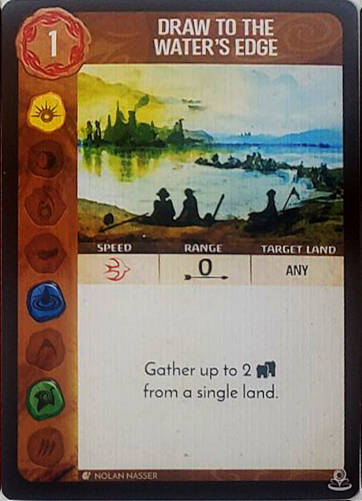 1
DRAW TO THE
WATER'S EDGE
SPEED RANGE TARGET LAND
0 ANY
Gather up to 2
from a single land.
NOLAN NASSER